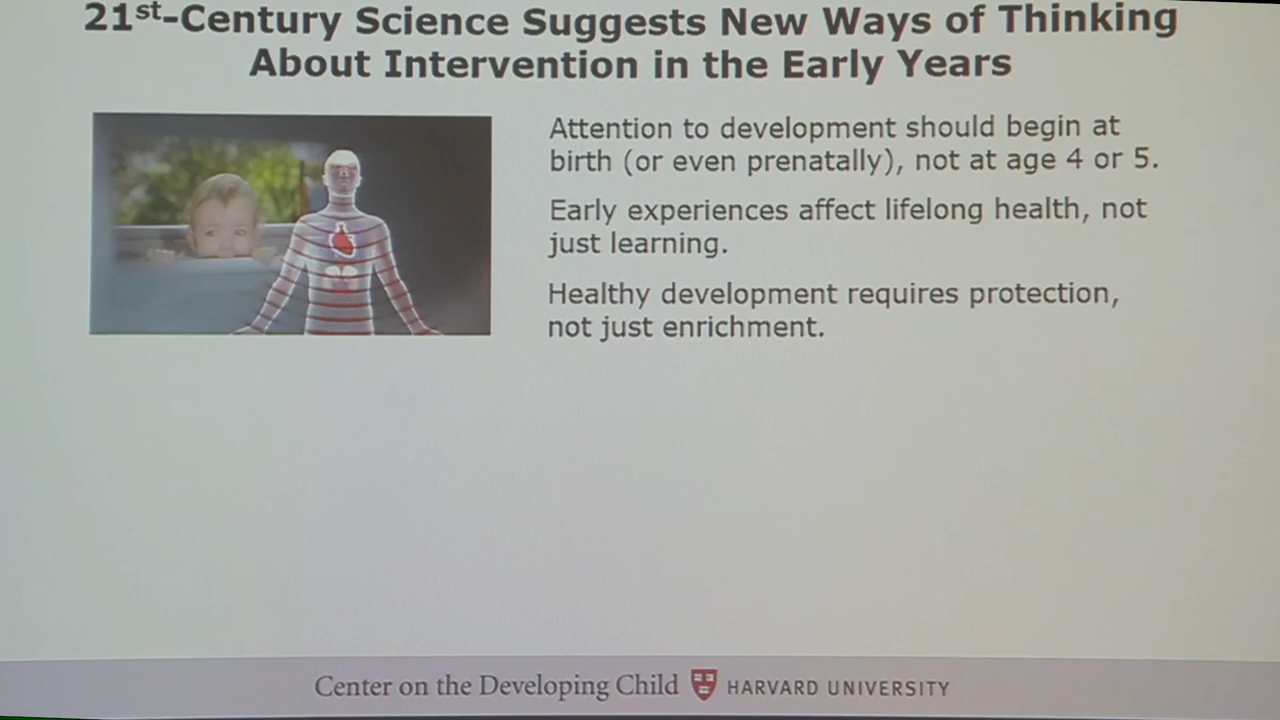 21st-Century Science Suggests New Ways of Thinking
About Intervention in the Early Years
Attention to development should begin at
birth (or even prenatally), not at age 4 or 5.
Early experiences affect lifelong health, not
just learning.
Healthy development requires protection,
not just enrichment.
Center on the Developing Child HARVARD UNIVERSITY